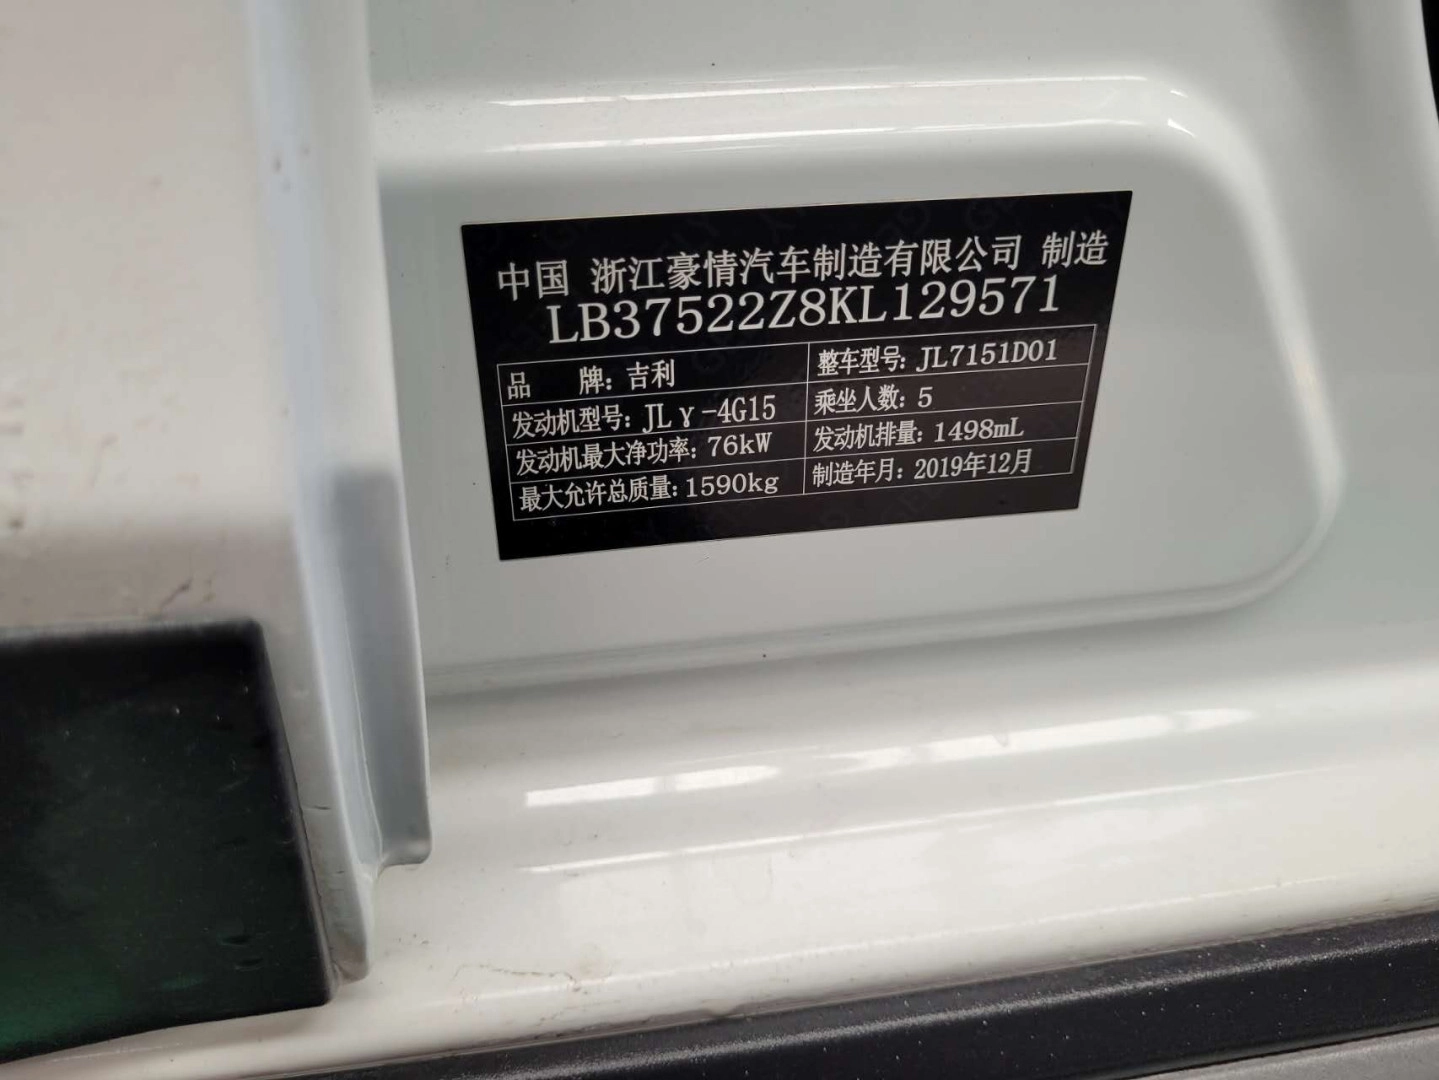 中国 浙江豪情汽车制造有限公司 制造
LB37522Z8KL129571
品 牌: 吉利
整车型号: JL7151D01
发动机型号: JLγ-4G15
乘坐人数: 5
发动机最大净功率: 76kW
发动机排量: 1498mL
最大允许总质量: 1590kg
制造年月: 2019年12月